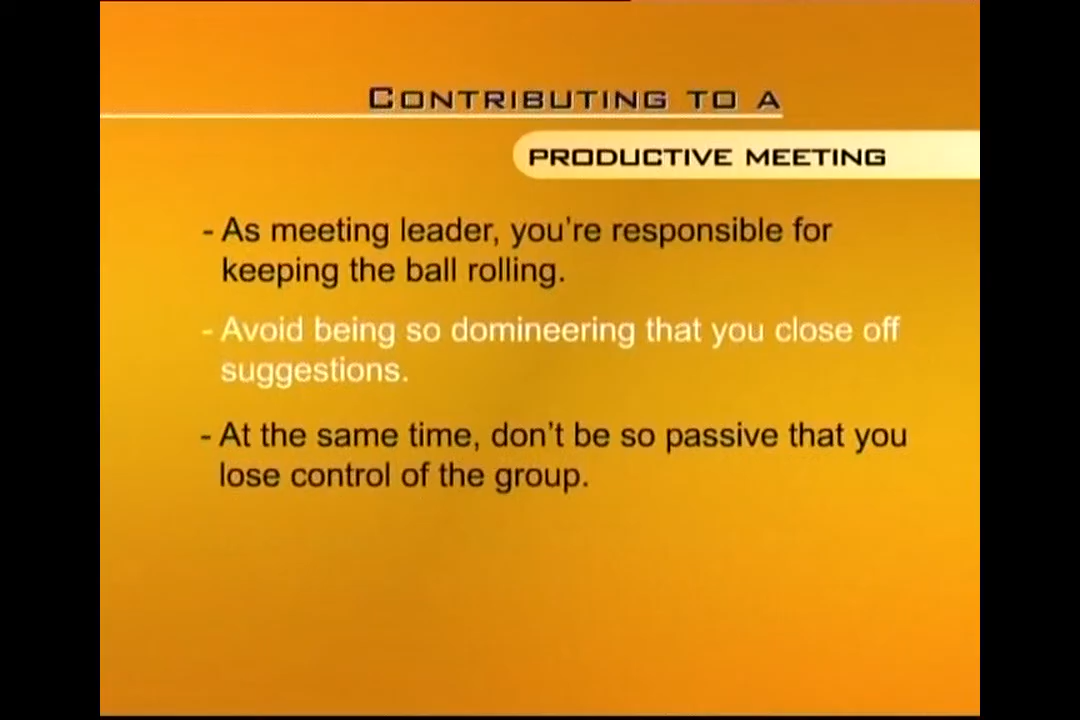 CONTRIBUTING TO A
PRODUCTIVE MEETING
- As meeting leader, you're responsible for
keeping the ball rolling.
- Avoid being so domineering that you close off
suggestions.
- At the same time, don't be so passive that you
lose control of the group.